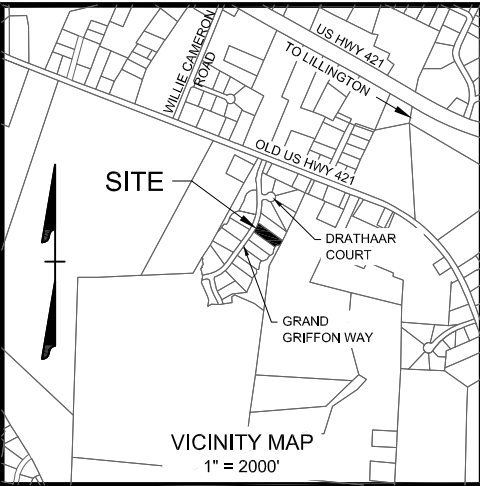 US HWY 421
WILLIE CAMERON
ROAD
TO LILLINGTON
OLD US HWY 421
SITE
DRATHAAR
COURT
GRAND
GRIFFON WAY
VICINITY MAP
1" = 2000'